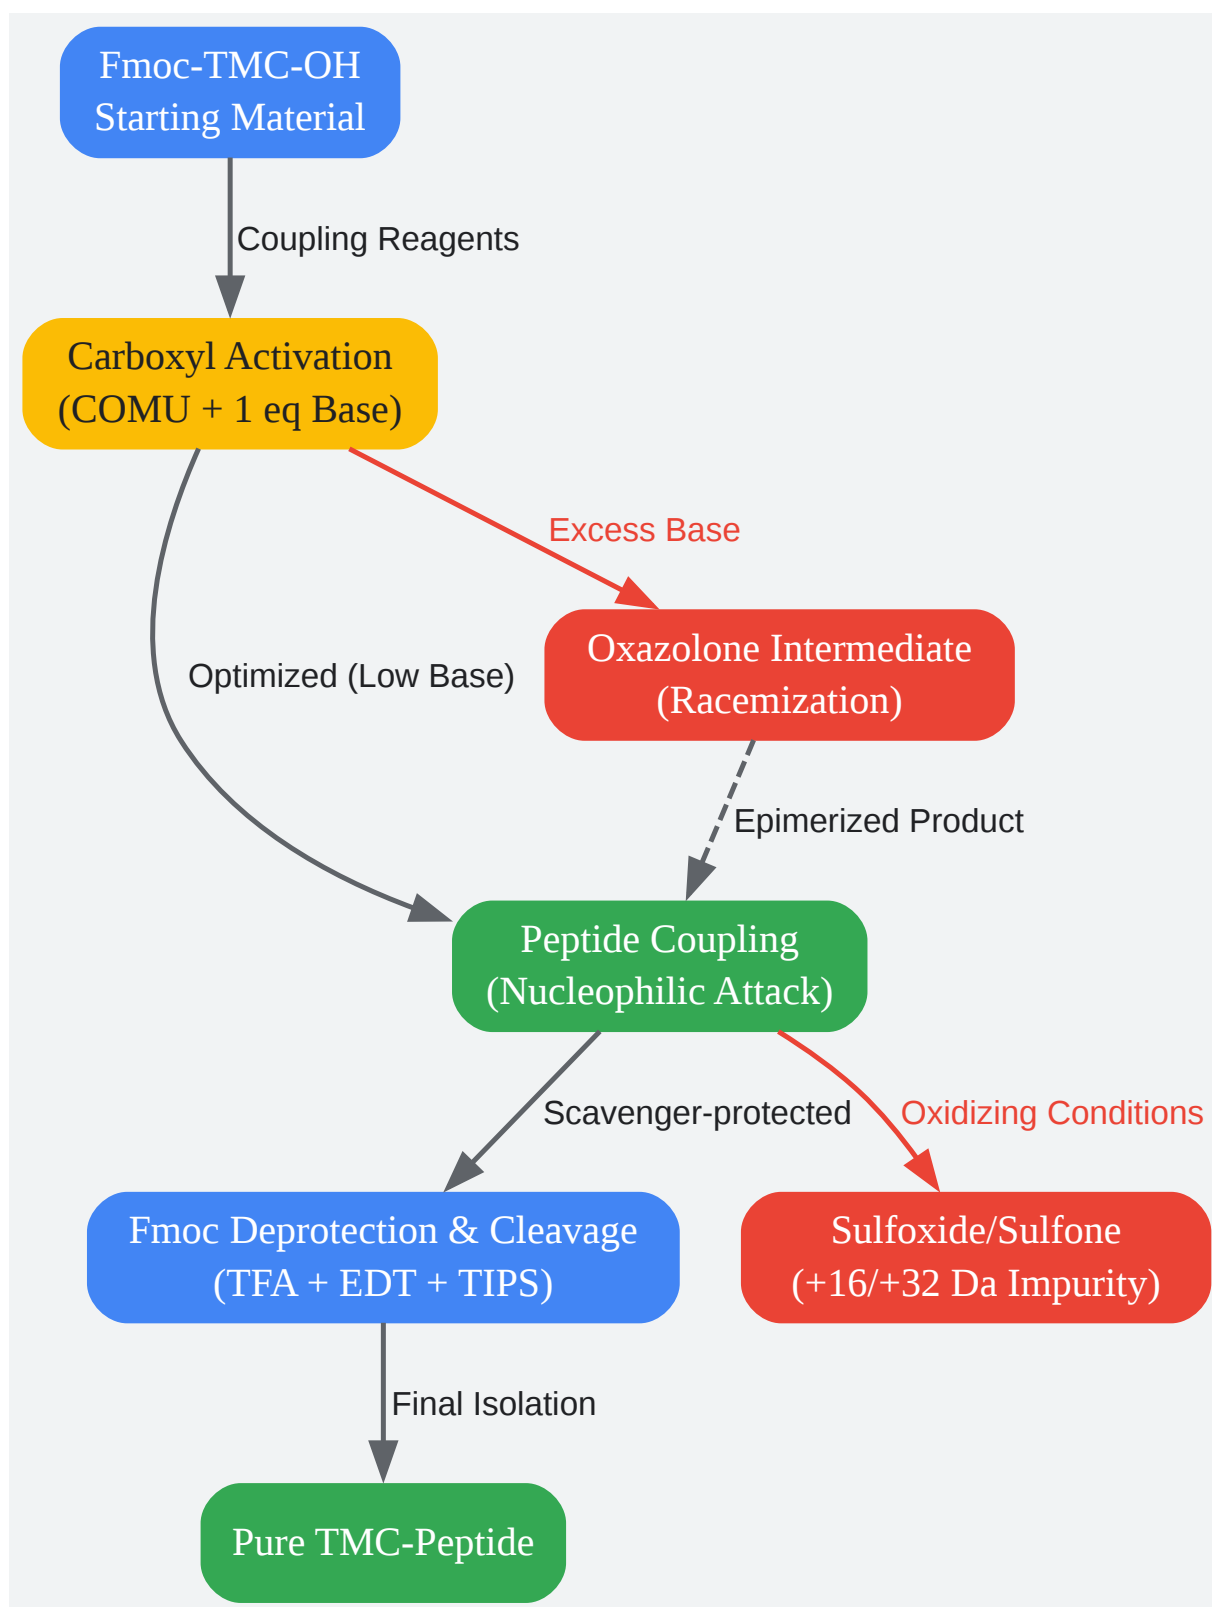 Fmoc-TMC-OH
Starting Material
Coupling Reagents
Carboxyl Activation
(COMU + 1 eq Base)
Excess Base
Optimized (Low Base)
Oxazolone Intermediate
(Racemization)
Epimerized Product
Peptide Coupling
(Nucleophilic Attack)
Scavenger-protected
Oxidizing Conditions
Fmoc Deprotection & Cleavage
(TFA + EDT + TIPS)
Sulfoxide/Sulfone
(+16/+32 Da Impurity)
Final Isolation
Pure TMC-Peptide